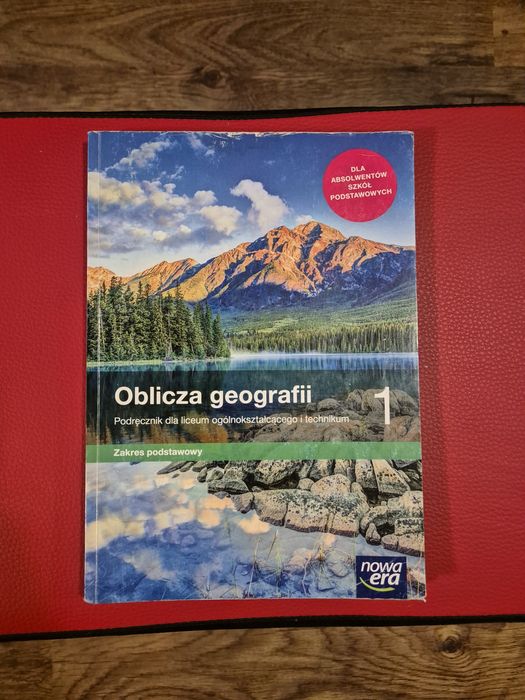 DLA
ABSOLWENTÓW
SZKÓŁ
PODSTAWOWYCH
Oblicza geografii
1
Podręcznik dla liceum ogólnokształcącego i technikum
Zakres podstawowy
nowa
era